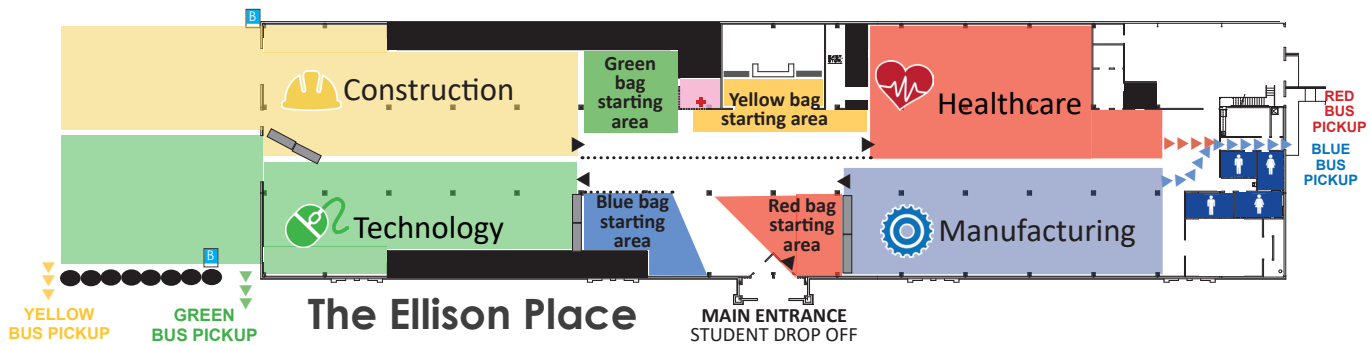 B
Construction
Green
bag
starting
area
Yellow bag
starting area
Healthcare
RED
BUS
PICKUP
BLUE
BUS
PICKUP
Technology
Blue bag
starting
area
Red bag
starting
area
Manufacturing
B
YELLOW
BUS PICKUP
GREEN
BUS PICKUP
The Ellison Place
MAIN ENTRANCE
STUDENT DROP OFF